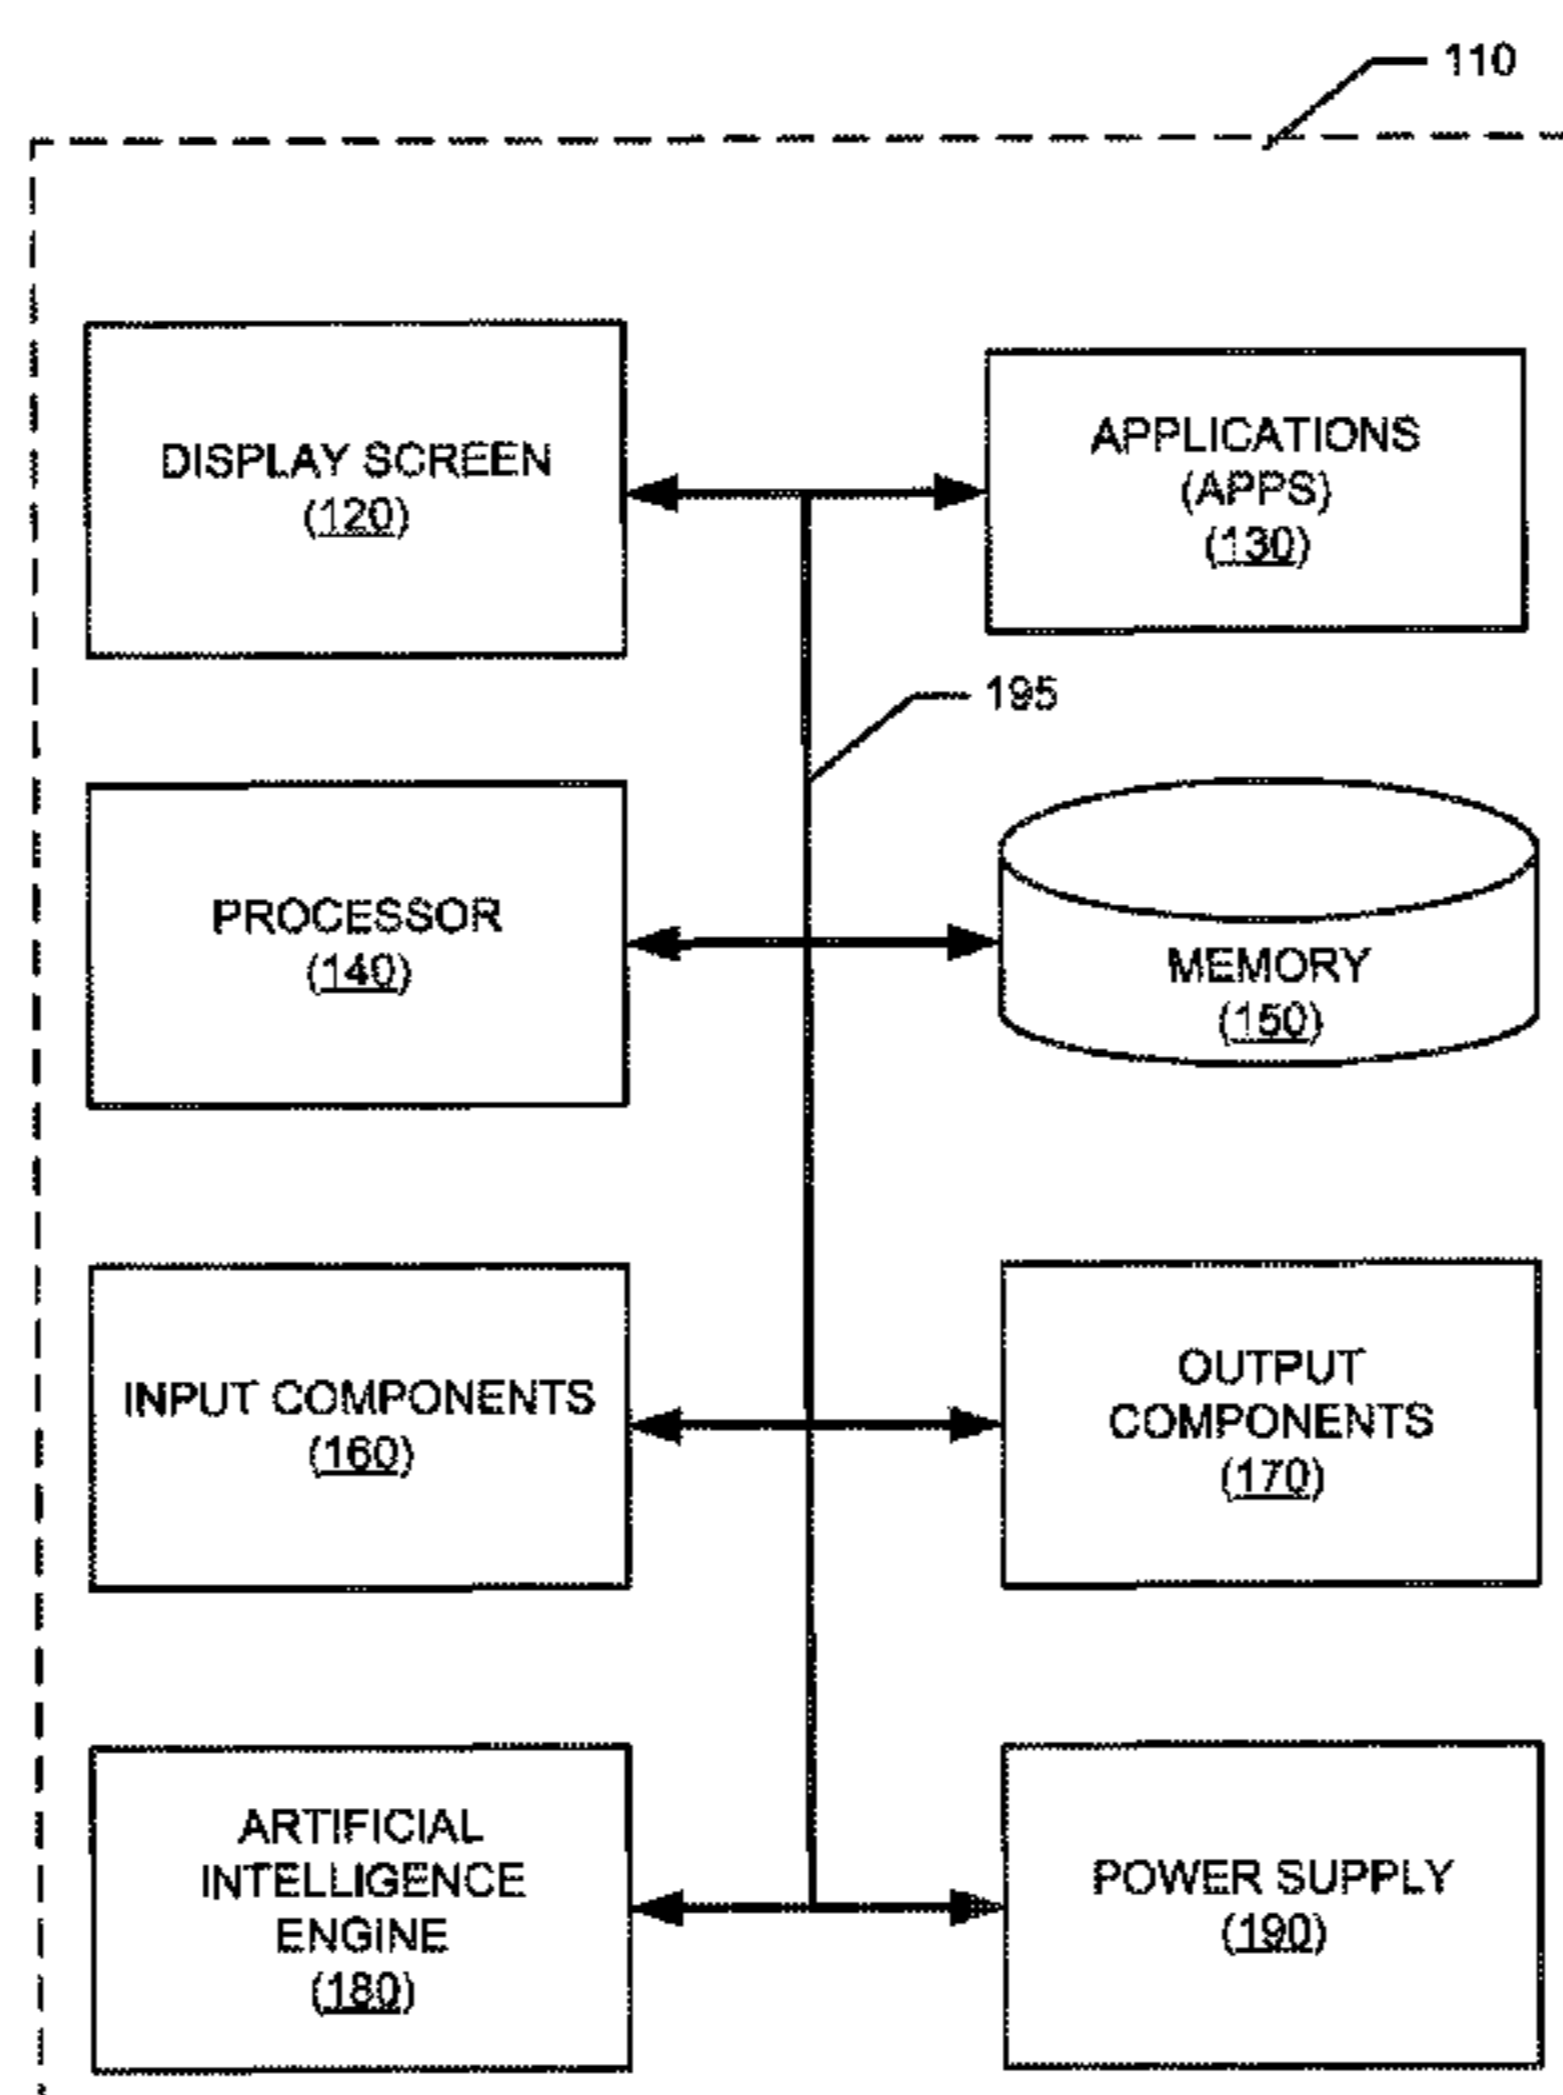 110
DISPLAY SCREEN
(120)
APPLICATIONS
(APPS)
(130)
195
PROCESSOR
(140)
MEMORY
(150)
INPUT COMPONENTS
(160)
OUTPUT
COMPONENTS
(170)
ARTIFICIAL
INTELLIGENCE
ENGINE
(180)
POWER SUPPLY
(190)